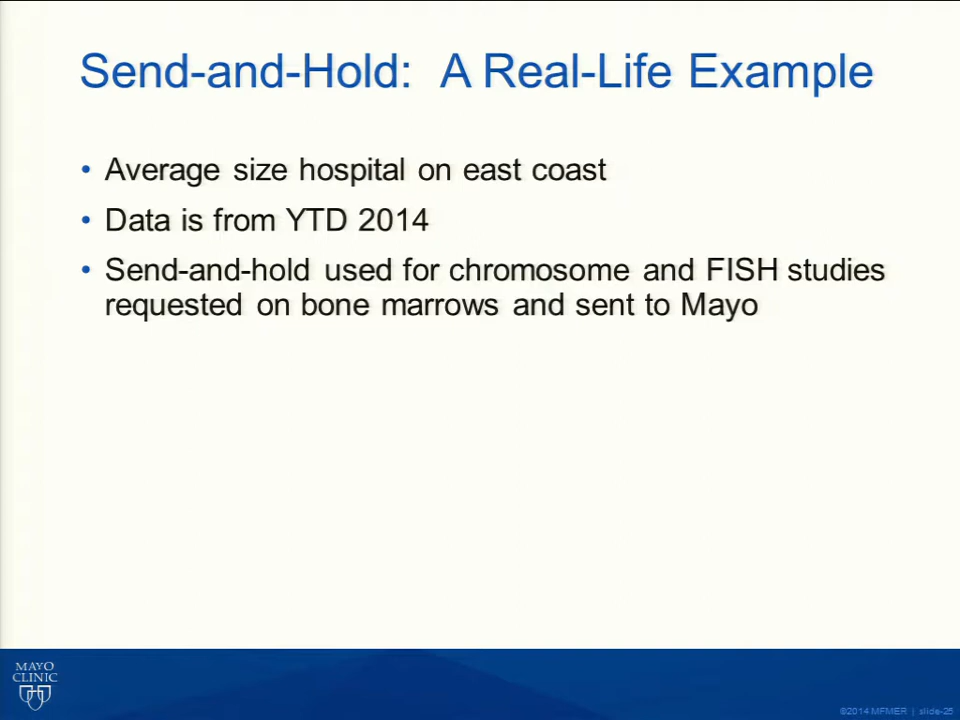 Send-and-Hold: A Real-Life Example
• Average size hospital on east coast
• Data is from YTD 2014
• Send-and-hold used for chromosome and FISH studies
requested on bone marrows and sent to Mayo
MAYO
CLINIC
©2014 MFMER | slide-25